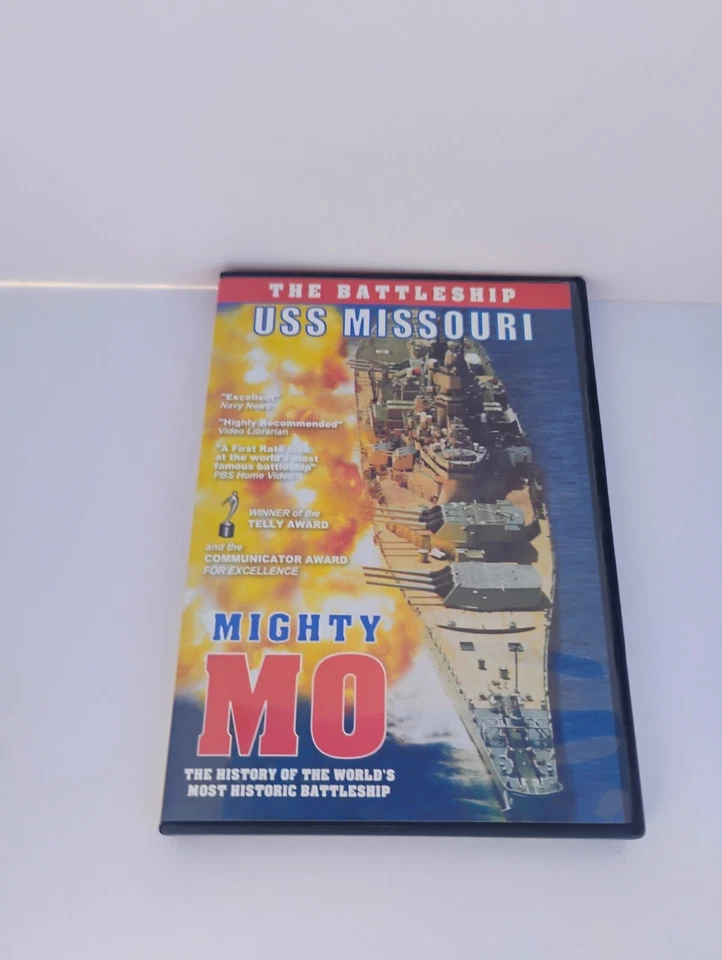 THE BATTLESHIP
USS MISSOURI
"Excellent"
Navy News
"Highly Recommended"
Video Librarian
"A First Rate look
at the world's most
famous battleship"
PBS Home Video
WINNER of the
TELLY AWARD
and the
COMMUNICATOR AWARD
FOR EXCELLENCE
MIGHTY
MO
THE HISTORY OF THE WORLD'S
MOST HISTORIC BATTLESHIP